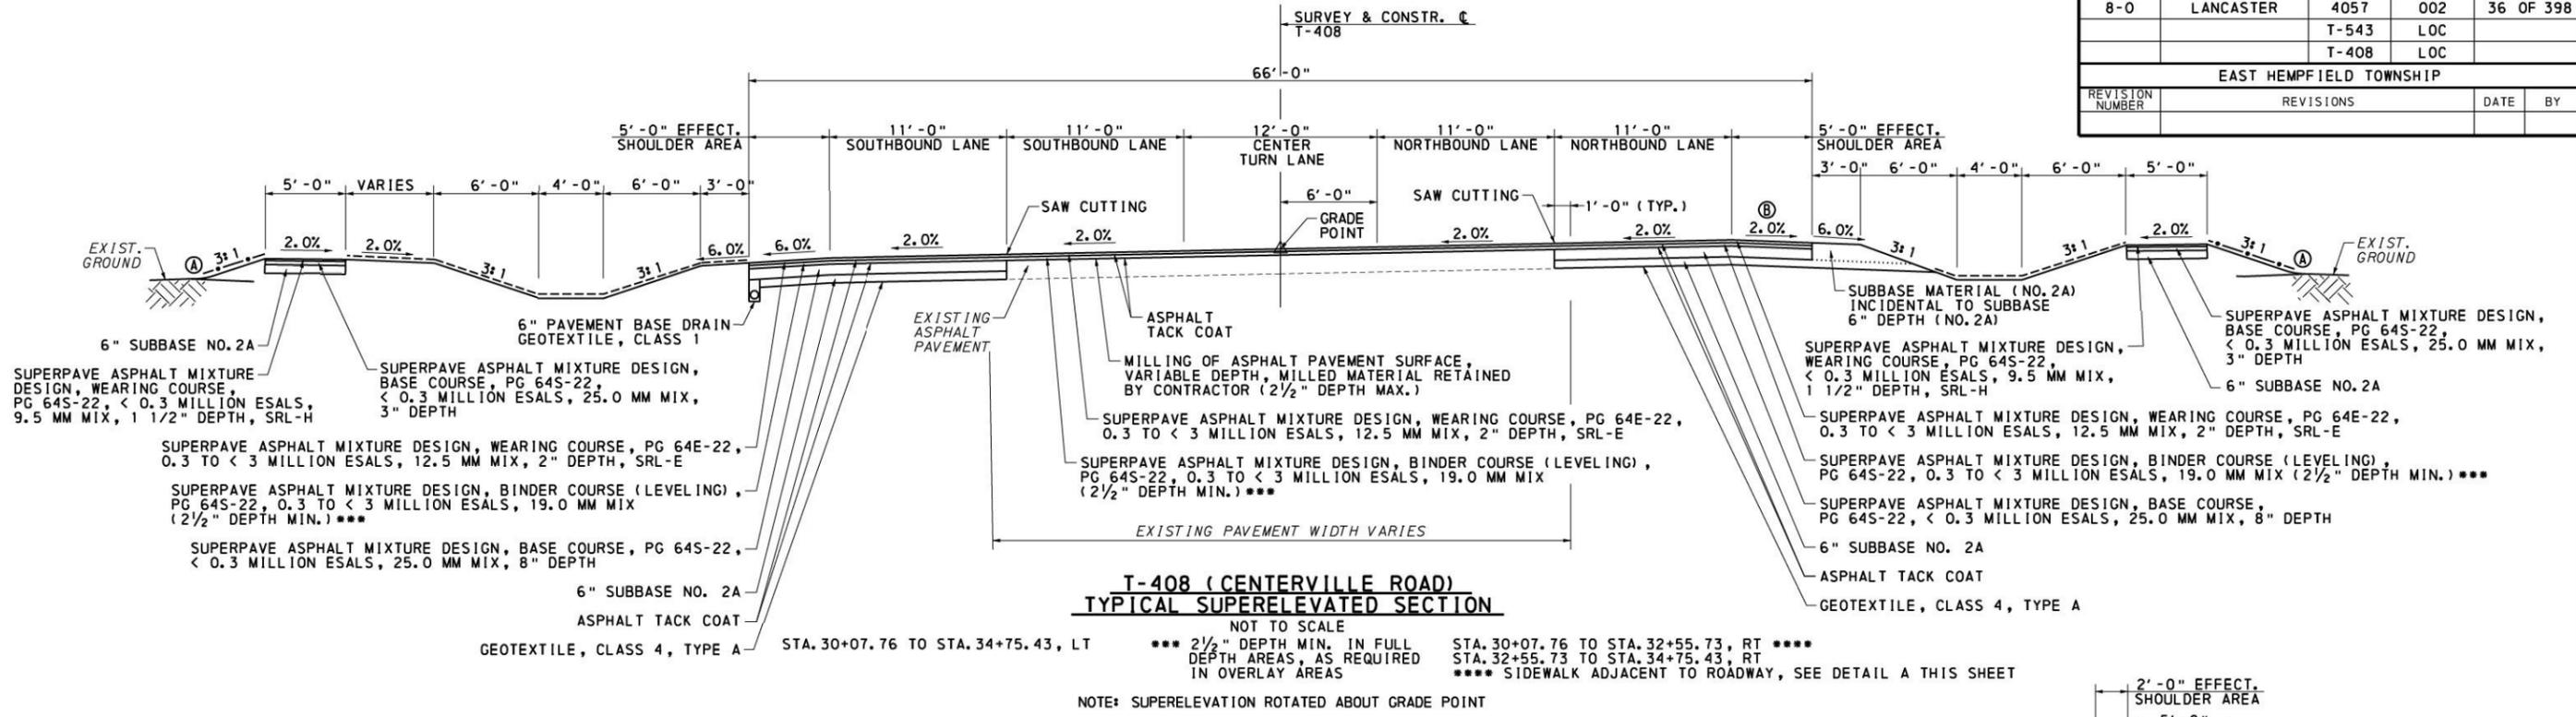 8-0 LANCASTER 4057 002 36 OF 398
T-543 LOC
T-408 LOC
EAST HEMPFIELD TOWNSHIP
REVISION NUMBER REVISIONS DATE BY
SURVEY & CONSTR. ℄
T-408
66'-0"
5'-0" EFFECT.
SHOULDER AREA
11'-0"
SOUTHBOUND LANE
11'-0"
SOUTHBOUND LANE
12'-0"
CENTER
TURN LANE
11'-0"
NORTHBOUND LANE
11'-0"
NORTHBOUND LANE
5'-0" EFFECT.
SHOULDER AREA
5'-0" VARIES 6'-0" 4'-0" 6'-0" 3'-0"
3'-0" 6'-0" 4'-0" 6'-0" 5'-0"
6'-0"
SAW CUTTING
GRADE
POINT
SAW CUTTING
1'-0" (TYP.)
EXIST.
GROUND
Ⓐ 3:1 2.0% 2.0% 3:1 3:1 6.0% 6.0% 2.0% 2.0% 2.0% 2.0% Ⓑ 2.0% 6.0% 3:1 3:1 2.0% 3:1 Ⓐ
EXIST.
GROUND
6" SUBBASE NO.2A
SUPERPAVE ASPHALT MIXTURE
DESIGN, WEARING COURSE,
PG 64S-22, < 0.3 MILLION ESALS,
9.5 MM MIX, 1 1/2" DEPTH, SRL-H
6" PAVEMENT BASE DRAIN
GEOTEXTILE, CLASS 1
SUPERPAVE ASPHALT MIXTURE DESIGN,
BASE COURSE, PG 64S-22,
< 0.3 MILLION ESALS, 25.0 MM MIX,
3" DEPTH
SUPERPAVE ASPHALT MIXTURE DESIGN, WEARING COURSE, PG 64E-22,
0.3 TO < 3 MILLION ESALS, 12.5 MM MIX, 2" DEPTH, SRL-E
SUPERPAVE ASPHALT MIXTURE DESIGN, BINDER COURSE (LEVELING),
PG 64S-22, 0.3 TO < 3 MILLION ESALS, 19.0 MM MIX
(2½" DEPTH MIN.) ***
SUPERPAVE ASPHALT MIXTURE DESIGN, BASE COURSE, PG 64S-22,
< 0.3 MILLION ESALS, 25.0 MM MIX, 8" DEPTH
6" SUBBASE NO. 2A
ASPHALT TACK COAT
GEOTEXTILE, CLASS 4, TYPE A
EXISTING
ASPHALT
PAVEMENT
ASPHALT
TACK COAT
MILLING OF ASPHALT PAVEMENT SURFACE,
VARIABLE DEPTH, MILLED MATERIAL RETAINED
BY CONTRACTOR (2½" DEPTH MAX.)
SUPERPAVE ASPHALT MIXTURE DESIGN, WEARING COURSE, PG 64E-22,
0.3 TO < 3 MILLION ESALS, 12.5 MM MIX, 2" DEPTH, SRL-E
SUPERPAVE ASPHALT MIXTURE DESIGN, BINDER COURSE (LEVELING),
PG 64S-22, 0.3 TO < 3 MILLION ESALS, 19.0 MM MIX
(2½" DEPTH MIN.) ***
EXISTING PAVEMENT WIDTH VARIES
SUBBASE MATERIAL (NO.2A)
INCIDENTAL TO SUBBASE
6" DEPTH (NO.2A)
SUPERPAVE ASPHALT MIXTURE DESIGN,
WEARING COURSE, PG 64S-22,
< 0.3 MILLION ESALS, 9.5 MM MIX,
1 1/2" DEPTH, SRL-H
SUPERPAVE ASPHALT MIXTURE DESIGN,
BASE COURSE, PG 64S-22,
< 0.3 MILLION ESALS, 25.0 MM MIX,
3" DEPTH
6" SUBBASE NO.2A
SUPERPAVE ASPHALT MIXTURE DESIGN, WEARING COURSE, PG 64E-22,
0.3 TO < 3 MILLION ESALS, 12.5 MM MIX, 2" DEPTH, SRL-E
SUPERPAVE ASPHALT MIXTURE DESIGN, BINDER COURSE (LEVELING),
PG 64S-22, 0.3 TO < 3 MILLION ESALS, 19.0 MM MIX (2½" DEPTH MIN.) ***
SUPERPAVE ASPHALT MIXTURE DESIGN, BASE COURSE,
PG 64S-22, < 0.3 MILLION ESALS, 25.0 MM MIX, 8" DEPTH
6" SUBBASE NO. 2A
ASPHALT TACK COAT
GEOTEXTILE, CLASS 4, TYPE A
T-408 (CENTERVILLE ROAD)
TYPICAL SUPERELEVATED SECTION
NOT TO SCALE
STA.30+07.76 TO STA.34+75.43, LT
*** 2½" DEPTH MIN. IN FULL
DEPTH AREAS, AS REQUIRED
IN OVERLAY AREAS
STA.30+07.76 TO STA.32+55.73, RT ****
STA.32+55.73 TO STA.34+75.43, RT
**** SIDEWALK ADJACENT TO ROADWAY, SEE DETAIL A THIS SHEET
NOTE: SUPERELEVATION ROTATED ABOUT GRADE POINT
2'-0" EFFECT.
SHOULDER AREA